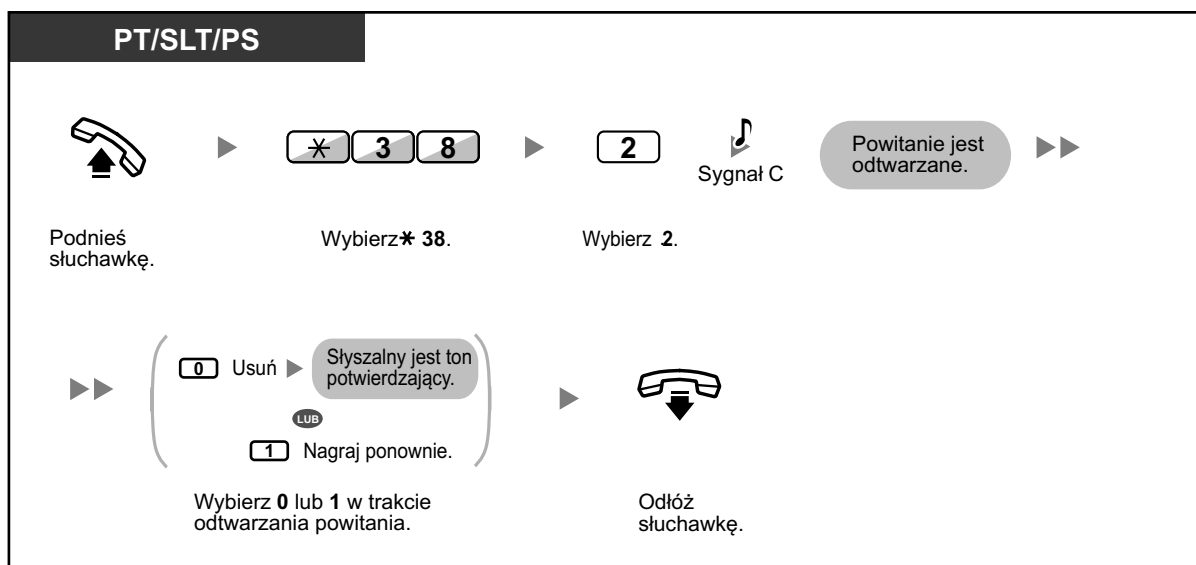 PT/SLT/PS
* 3 8
2
Sygnał C
Powitanie jest
odtwarzane.
Podnieś
słuchawkę.
Wybierz* 38.
Wybierz 2.
0 Usuń
Słyszalny jest ton
potwierdzający.
LUB
1 Nagraj ponownie.
Wybierz 0 lub 1 w trakcie
odtwarzania powitania.
Odłóż
słuchawkę.